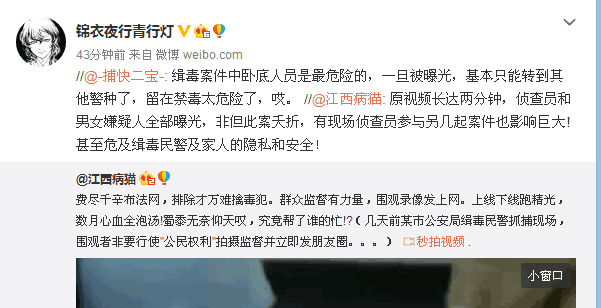 锦衣夜行青行灯
43分钟前 来自 微博 weibo.com
//@-捕快二宝-: 缉毒案件中卧底人员是最危险的，一旦被曝光，基本只能转到其
他警种了，留在禁毒太危险了，哎。 //@江西病猫: 原视频长达两分钟，侦查员和
男女嫌疑人全部曝光，非但此案夭折，有现场侦查员参与另几起案件也影响巨大!
甚至危及缉毒民警及家人的隐私和安全!
@江西病猫
费尽千辛布法网，排除才万难擒毒犯。群众监督有力量，围观录像发上网。上线下线跑精光，
数月心血全泡汤!蜀黍无奈仰天叹，究竟帮了谁的忙!?（几天前某市公安局缉毒民警抓捕现场，
围观者非要行使"公民权利"拍摄监督并立即发朋友圈。。。） 秒拍视频 .
小窗口